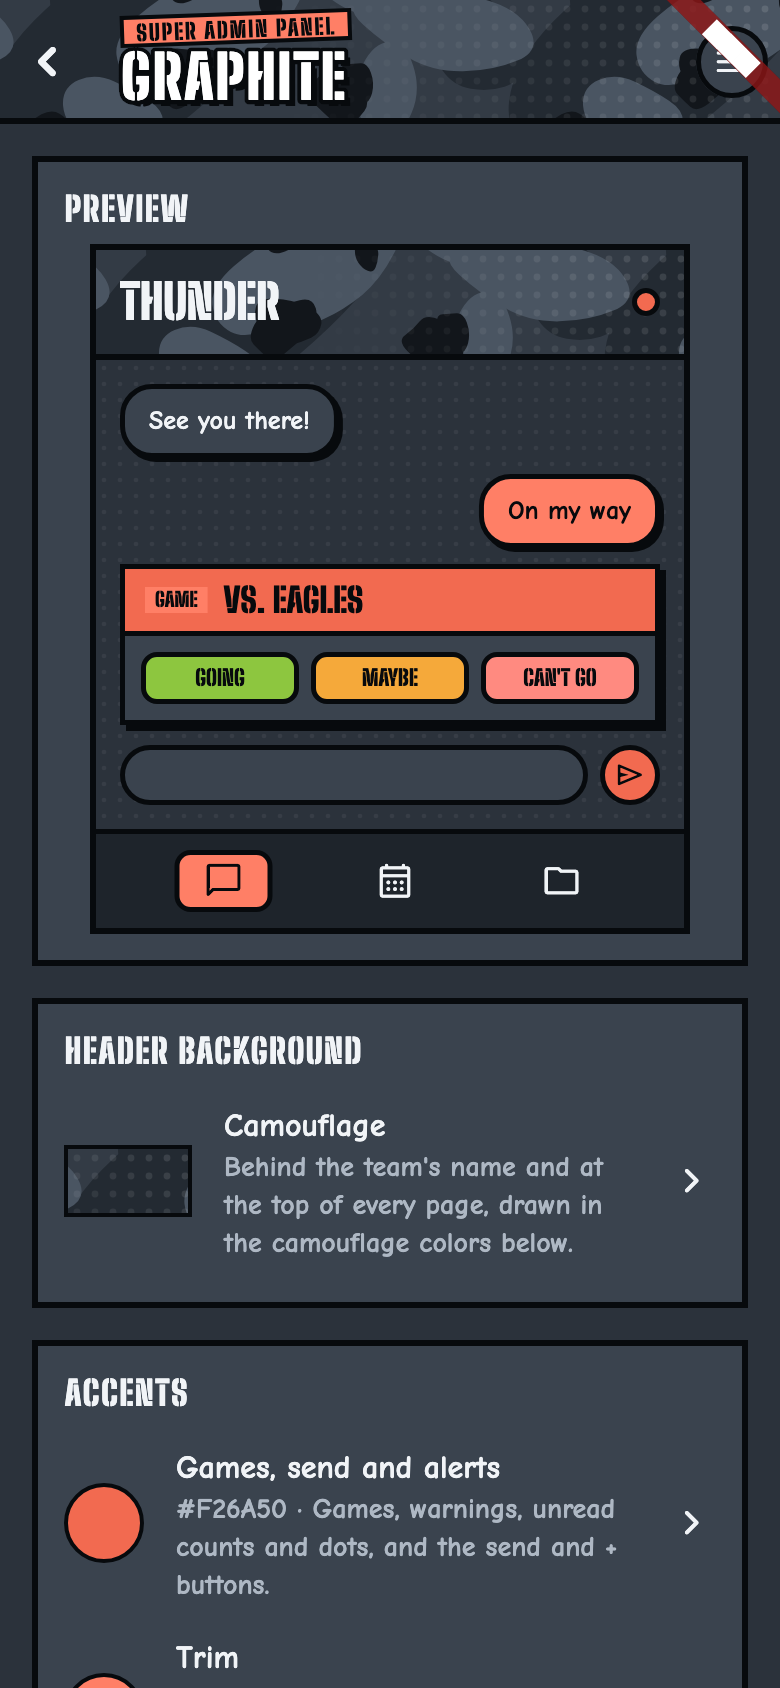 SUPER ADMIN PANEL
GRAPHITE
PREVIEW
THUNDER
See you there!
On my way
GAME VS. EAGLES
GOING MAYBE CAN'T GO
HEADER BACKGROUND
Camouflage
Behind the team's name and at
the top of every page, drawn in
the camouflage colors below.
ACCENTS
Games, send and alerts
#F26A50 · Games, warnings, unread
counts and dots, and the send and +
buttons.
Trim